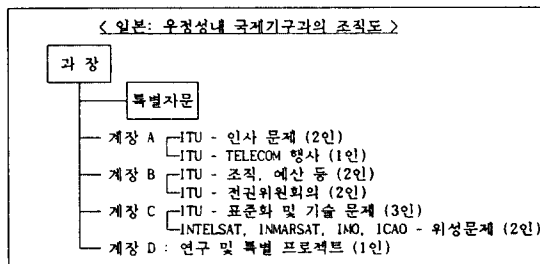 < 일본: 우정성내 국제기구과의 조직도 >
과 장
특별자문
계장 A ITU - 인사 문제 (2인)
ITU - TELECOM 행사 (1인)
계장 B ITU - 조직, 예산 등 (2인)
ITU - 전권위원회의 (2인)
계장 C ITU - 표준화 및 기술 문제 (3인)
INTELSAT, INMARSAT, IMO, ICAO - 위성문제 (2인)
계장 D : 연구 및 특별 프로젝트 (1인)